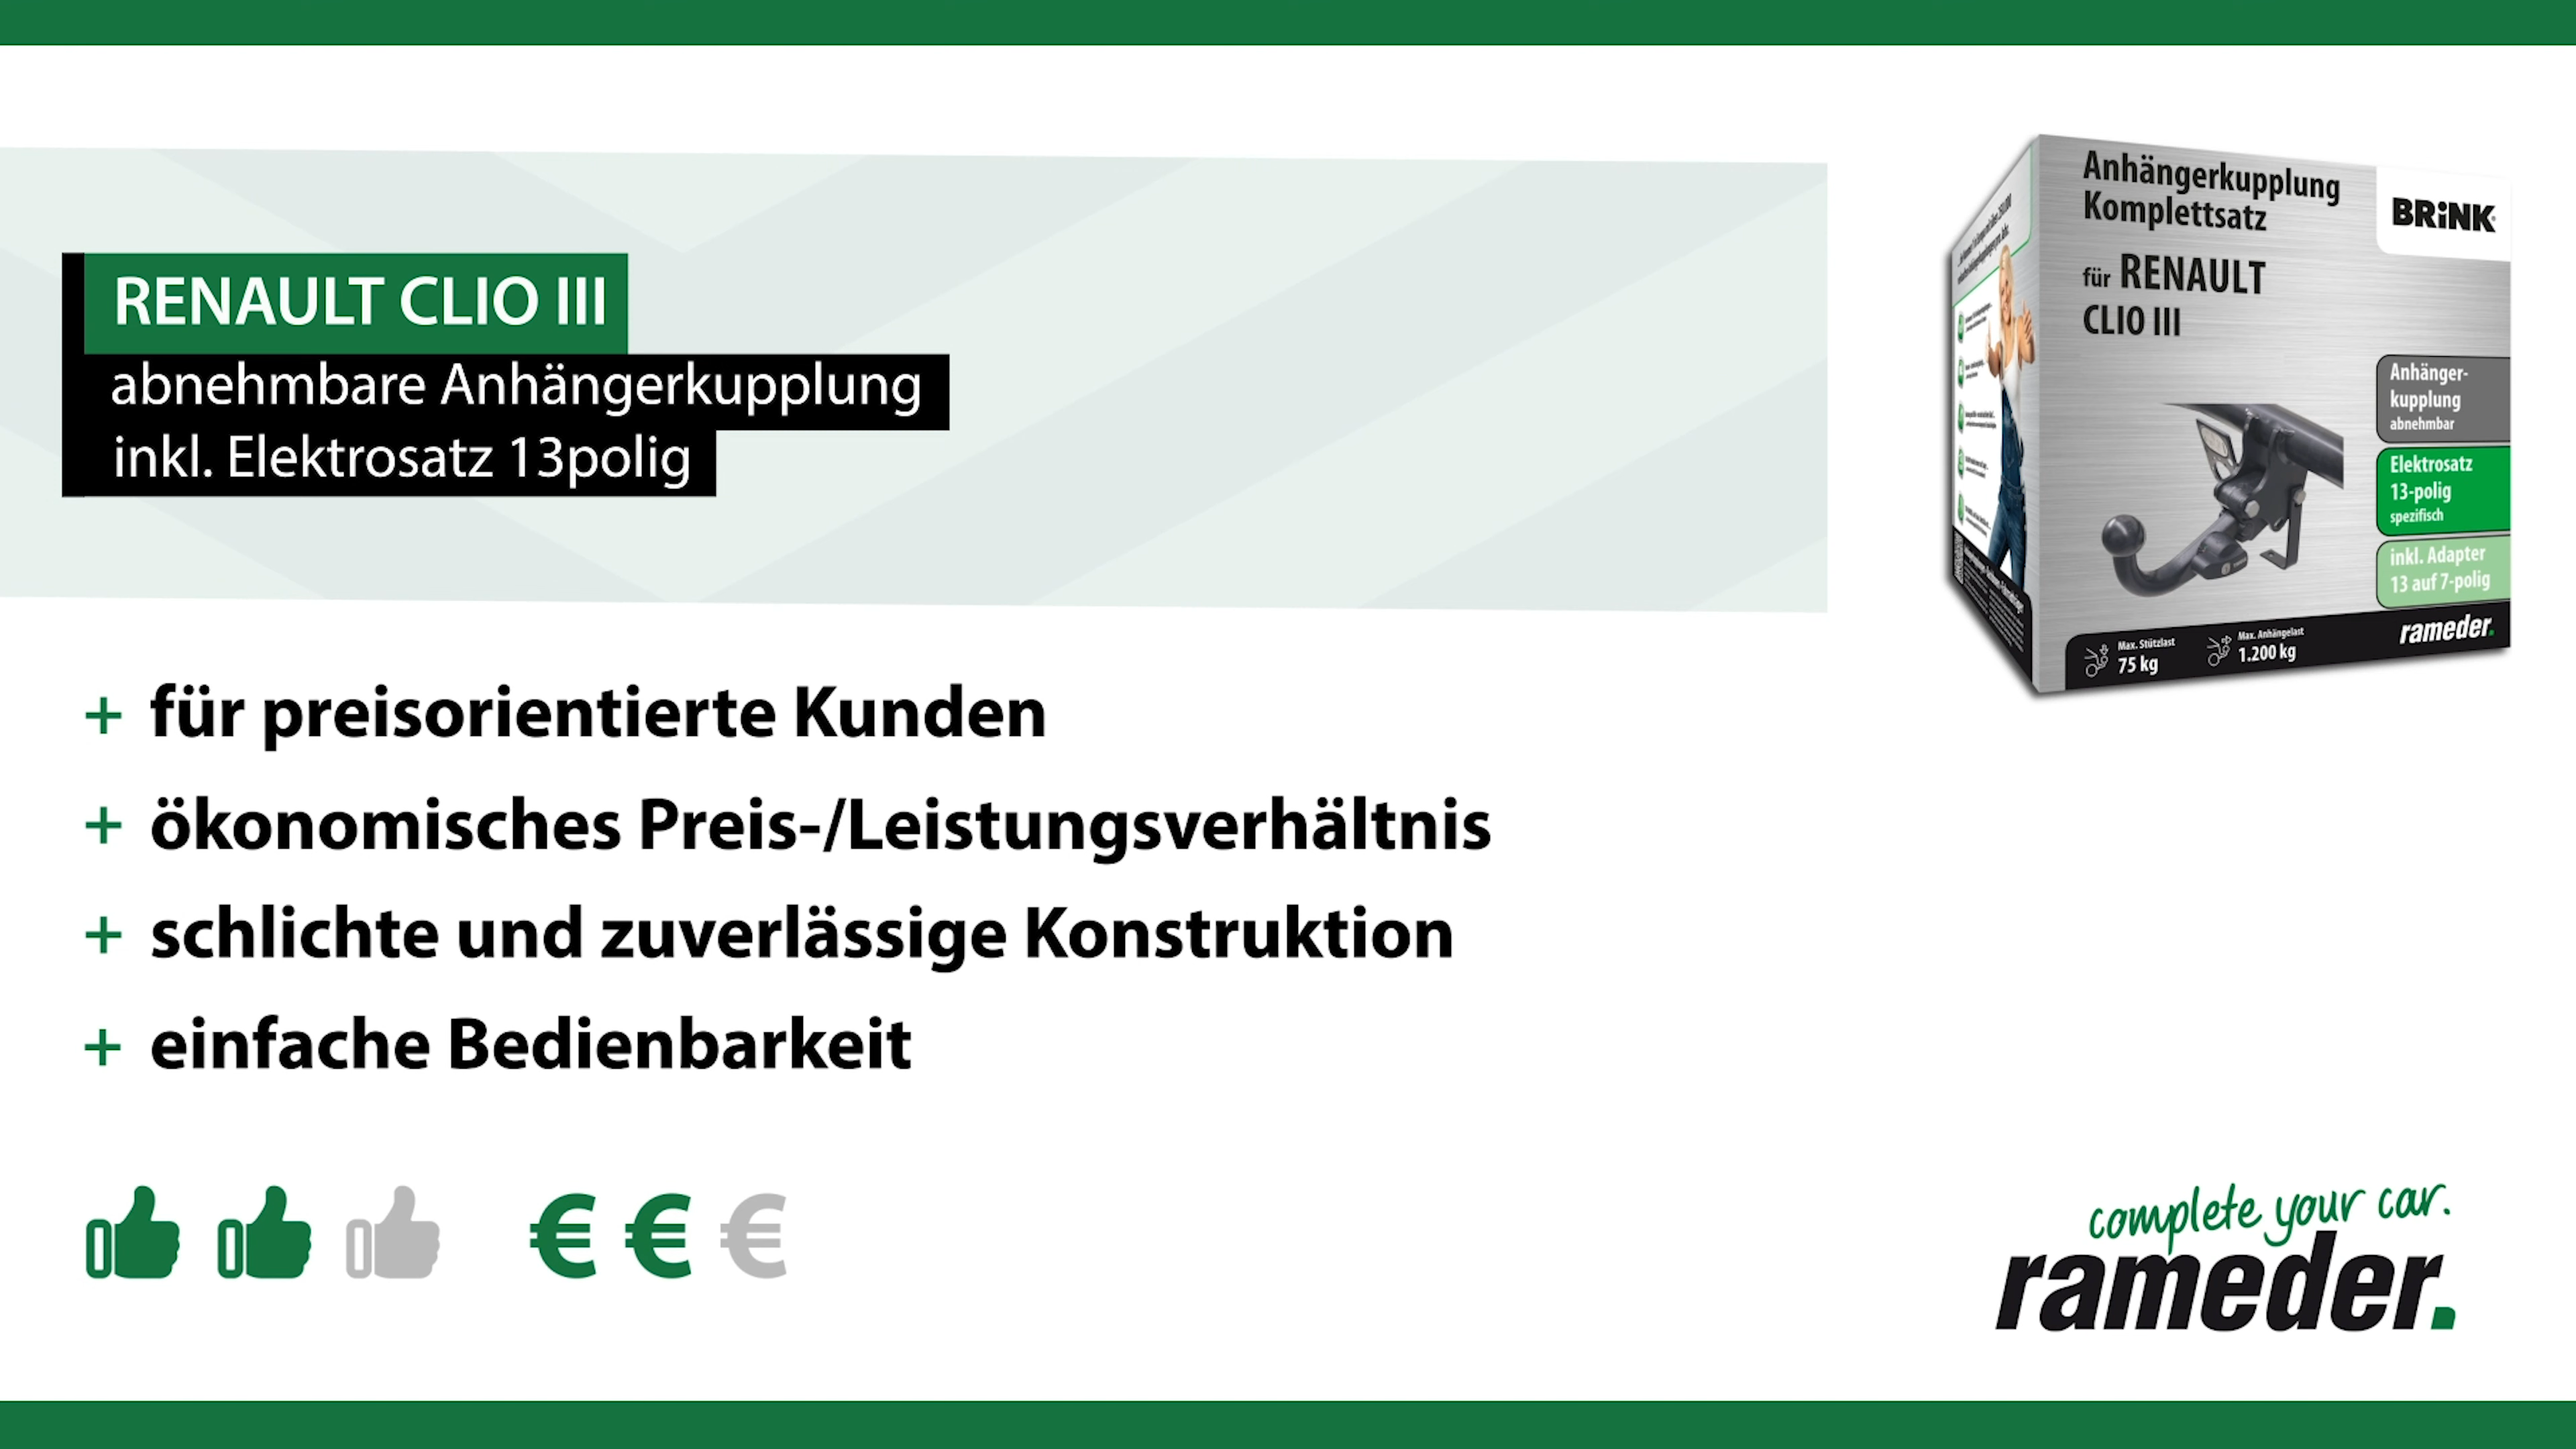 RENAULT CLIO III
abnehmbare Anhängerkupplung
inkl. Elektrosatz 13polig
+ für preisorientierte Kunden
+ ökonomisches Preis-/Leistungsverhältnis
+ schlichte und zuverlässige Konstruktion
+ einfache Bedienbarkeit
€ € €
Anhängerkupplung
Komplettsatz
BRiNK
für RENAULT
CLIO III
Anhänger-
kupplung
abnehmbar
Elektrosatz
13-polig
spezifisch
inkl. Adapter
13 auf 7-polig
Max. Stützlast
75 kg
Max. Anhängelast
1.200 kg
rameder.
complete your car.
rameder.